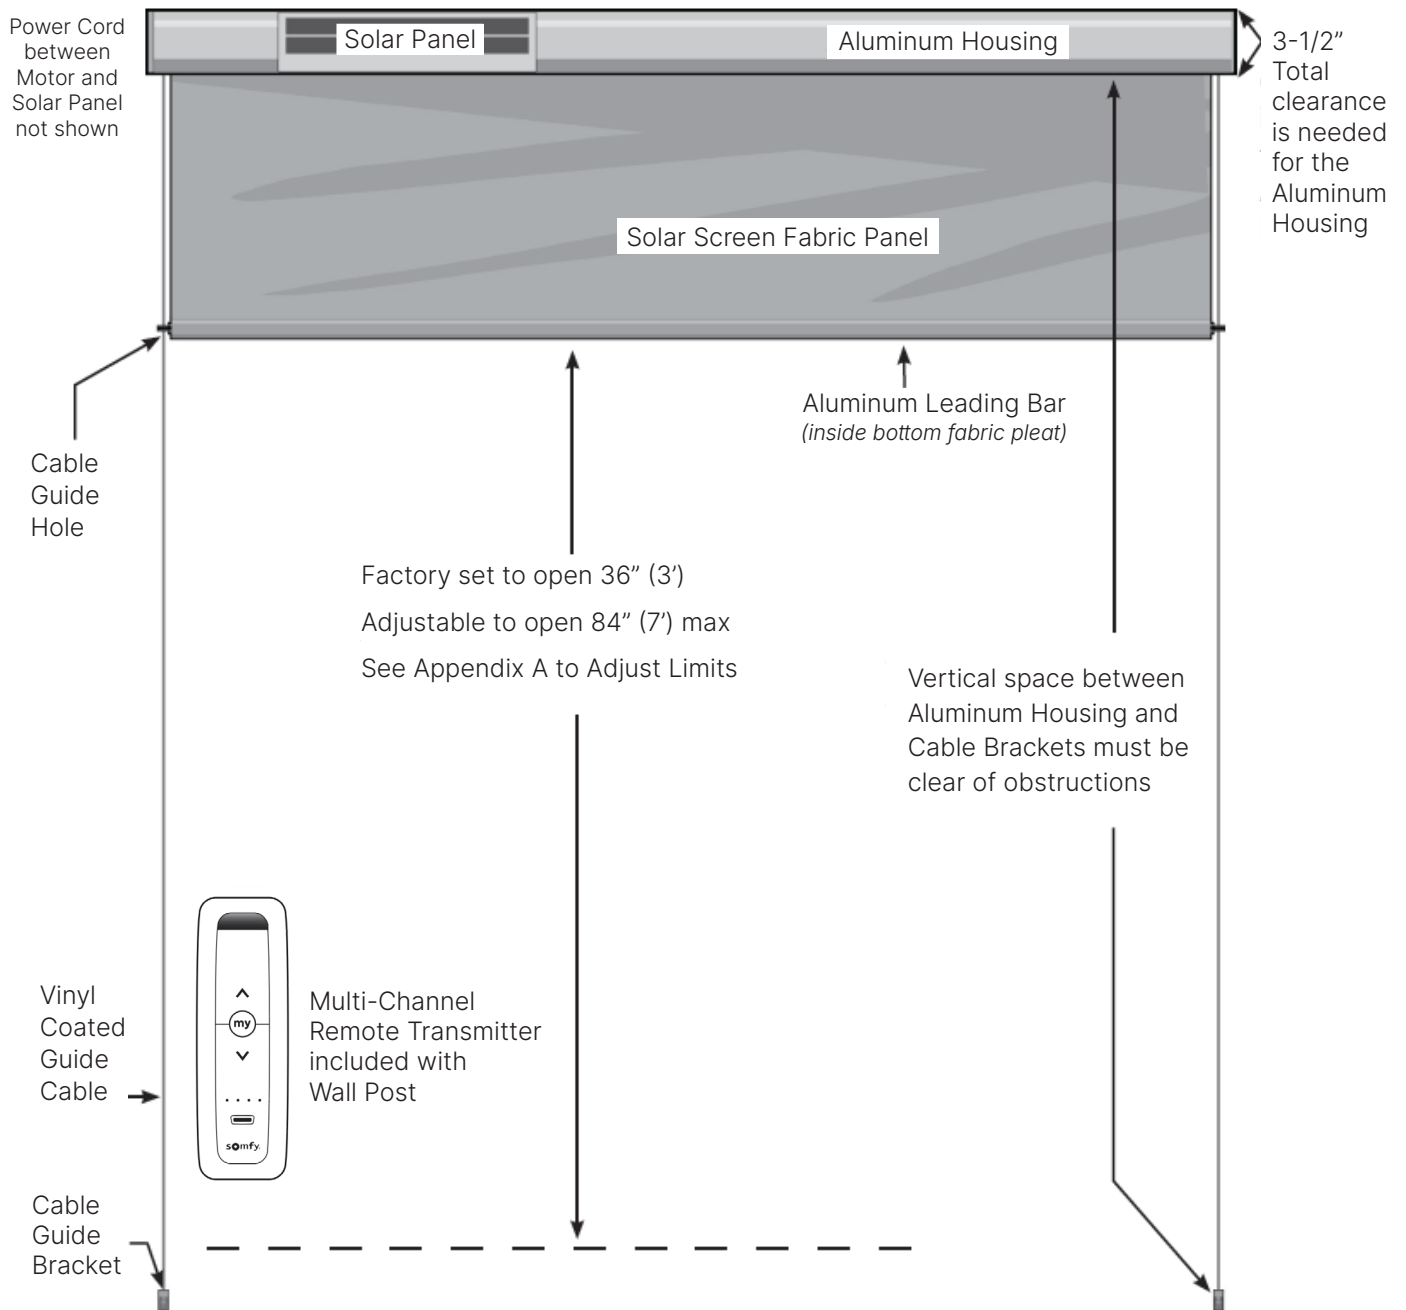 Power Cord
between
Motor and
Solar Panel
not shown
Solar Panel
Aluminum Housing
3-1/2”
Total
clearance
is needed
for the
Aluminum
Housing
Solar Screen Fabric Panel
Aluminum Leading Bar
(inside bottom fabric pleat)
Cable
Guide
Hole
Factory set to open 36” (3’)
Adjustable to open 84” (7’) max
See Appendix A to Adjust Limits
Vertical space between
Aluminum Housing and
Cable Brackets must be
clear of obstructions
Vinyl
Coated
Guide
Cable
my
somfy.
Multi-Channel
Remote Transmitter
included with
Wall Post
Cable
Guide
Bracket